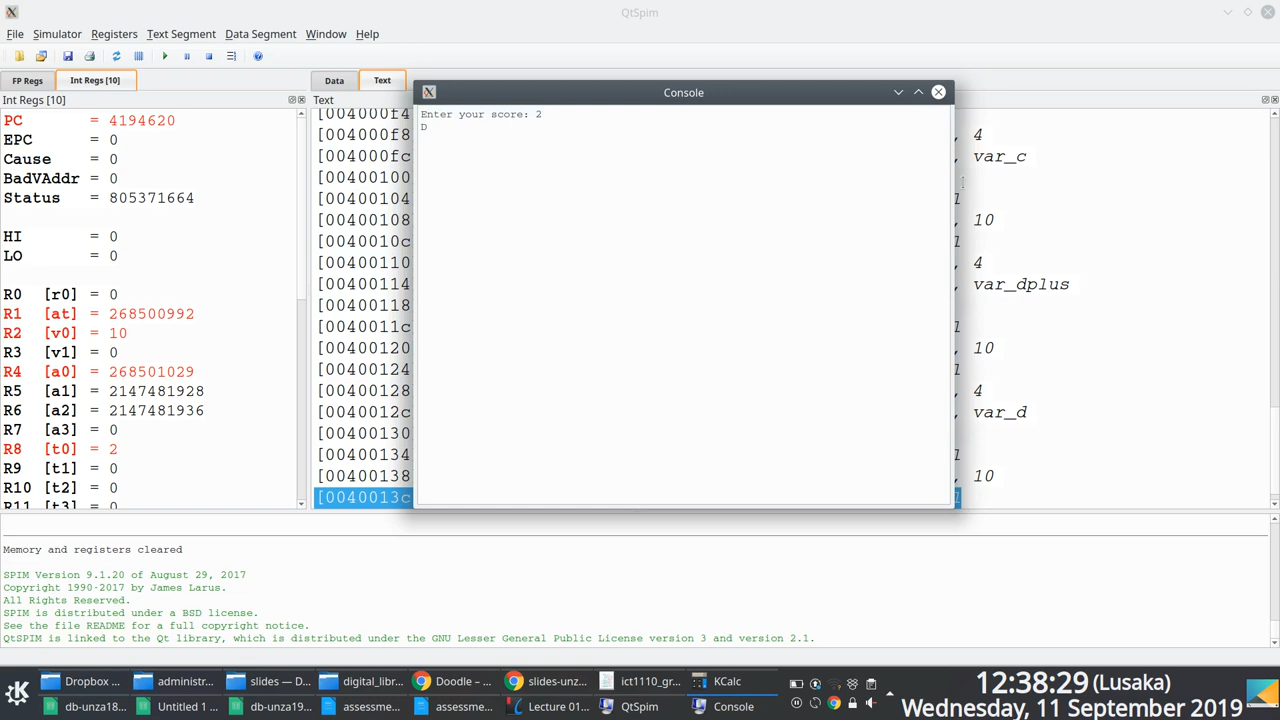 QtSpim
File Simulator Registers Text Segment Data Segment Window Help
FP Regs Int Regs [10] Data Text
Int Regs [10] Text
Console
PC = 4194620
EPC = 0
Cause = 0
BadVAddr = 0
Status = 805371664
HI = 0
LO = 0
R0 [r0] = 0
R1 [at] = 268500992
R2 [v0] = 10
R3 [v1] = 0
R4 [a0] = 268501029
R5 [a1] = 2147481928
R6 [a2] = 2147481936
R7 [a3] = 0
R8 [t0] = 2
R9 [t1] = 0
R10 [t2] = 0
R11 [t3] = 0
[004000f4
[004000f8 , 4
[004000fc , var_c
[00400100
[00400104
[00400108 , 10
[0040010c
[00400110 , 4
[00400114 , var_dplus
[00400118
[0040011c
[00400120 , 10
[00400124
[00400128 , 4
[0040012c , var_d
[00400130
[00400134
[00400138 , 10
[0040013c
Enter your score: 2
D
Memory and registers cleared
SPIM Version 9.1.20 of August 29, 2017
Copyright 1990-2017 by James Larus.
All Rights Reserved.
SPIM is distributed under a BSD license.
See the file README for a full copyright notice.
QtSPIM is linked to the Qt library, which is distributed under the GNU Lesser General Public License version 3 and version 2.1.
Dropbox ... administr... slides — D... digital_libr... Doodle – ... slides-unz... ict1110_gr... KCalc
db-unza18... Untitled 1 ... db-unza19... assessme... assessme... Lecture 01... QtSpim Console
12:38:29 (Lusaka)
Wednesday, 11 September 2019